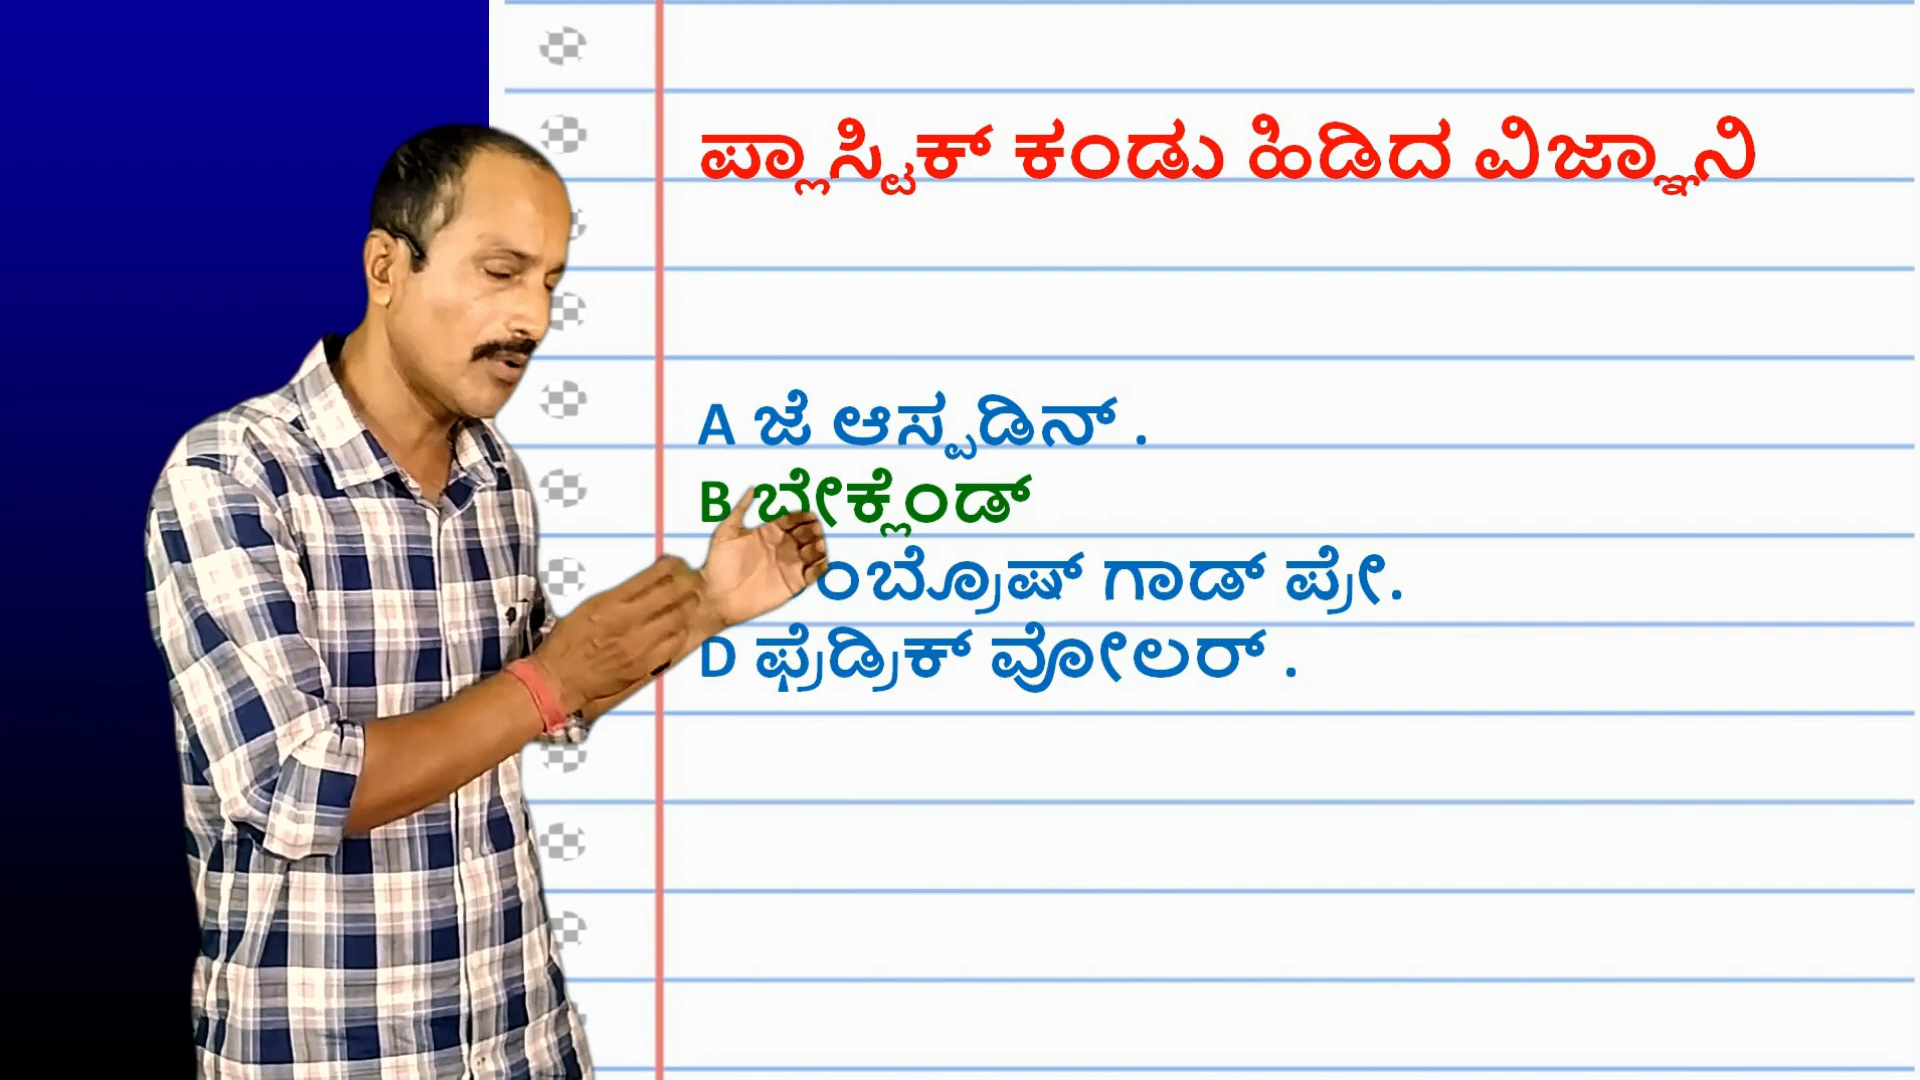 ಪ್ಲಾಸ್ಟಿಕ್ ಕಂಡು ಹಿಡಿದ ವಿಜ್ಞಾನಿ
A ಜೆ ಆಸ್ಪಡಿನ್ .
B ಬೇಕ್ಲೆಂಡ್
ಗಾಡ್ ಪ್ರೇ.
D ಫ್ರೆಡ್ರಿಕ್ ವೋಲರ್ .